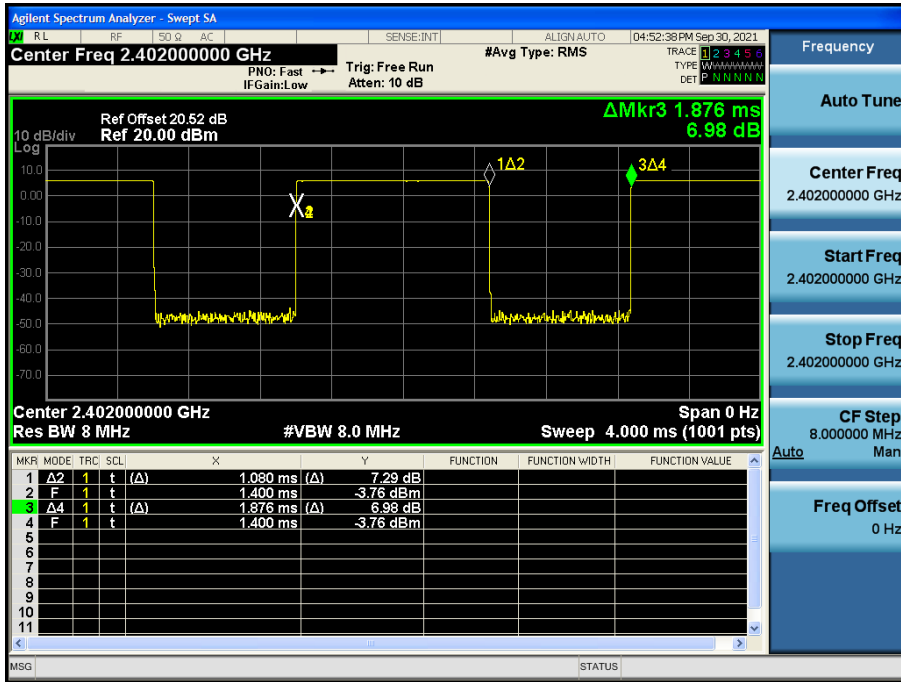 Agilent Spectrum Analyzer - Swept SA
LXI RL RF 50 Ω AC SENSE:INT ALIGN AUTO 04:52:38 PM Sep 30, 2021
Center Freq 2.402000000 GHz
PNO: Fast
IFGain:Low
Trig: Free Run
Atten: 10 dB
#Avg Type: RMS
TRACE 1 2 3 4 5 6
TYPE WWWWWW
DET P N N N N N
Frequency
Auto Tune
Center Freq
2.402000000 GHz
Start Freq
2.402000000 GHz
Stop Freq
2.402000000 GHz
CF Step
8.000000 MHz
Auto Man
Freq Offset
0 Hz
ΔMkr3 1.876 ms
6.98 dB
Ref Offset 20.52 dB
10 dB/div Ref 20.00 dBm
Log
10.0
0.00
-10.0
-20.0
-30.0
-40.0
-50.0
-60.0
-70.0
1Δ2
3Δ4
X
Center 2.402000000 GHz Span 0 Hz
Res BW 8 MHz #VBW 8.0 MHz Sweep 4.000 ms (1001 pts)
MKR MODE TRC SCL X Y FUNCTION FUNCTION WIDTH FUNCTION VALUE
1 Δ2 1 t (Δ) 1.080 ms (Δ) 7.29 dB
2 F 1 t 1.400 ms -3.76 dBm
3 Δ4 1 t (Δ) 1.876 ms (Δ) 6.98 dB
4 F 1 t 1.400 ms -3.76 dBm
5
6
7
8
9
10
11
MSG STATUS